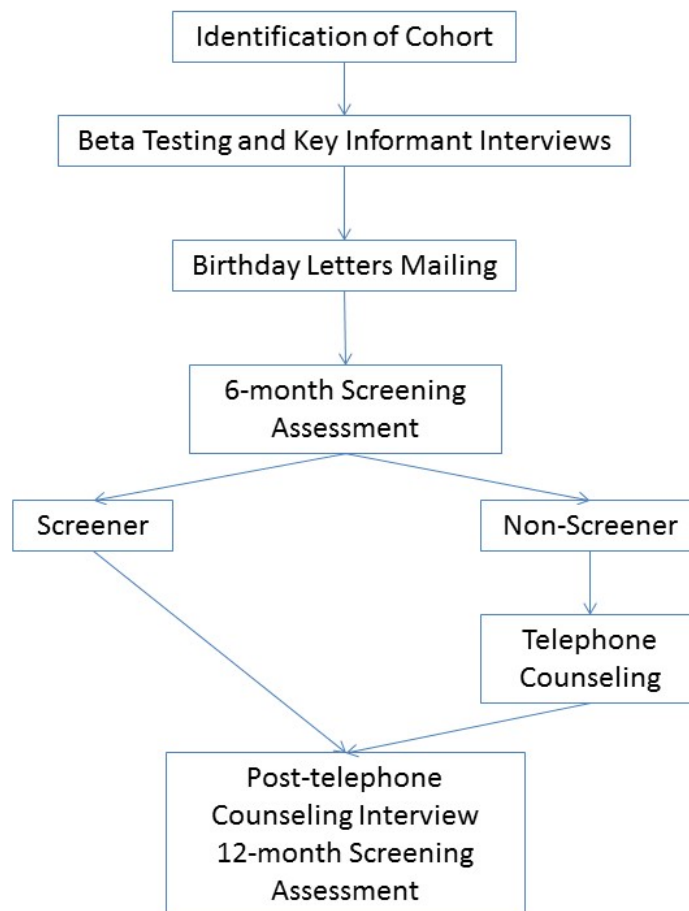 Identification of Cohort
Beta Testing and Key Informant Interviews
Birthday Letters Mailing
6-month Screening
Assessment
Screener
Non-Screener
Telephone
Counseling
Post-telephone
Counseling Interview
12-month Screening
Assessment